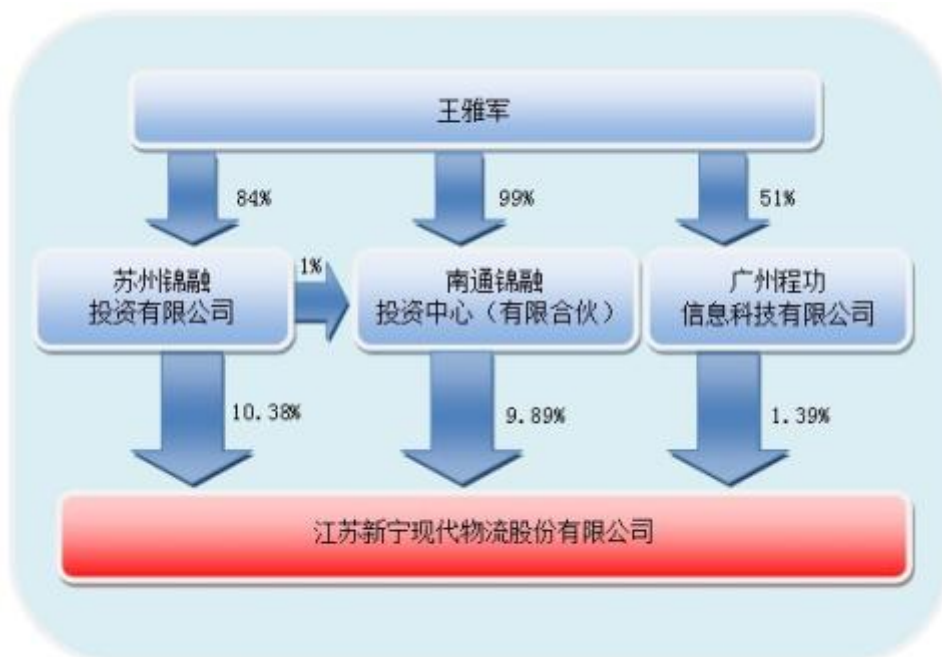 王雅军
84%
99%
51%
苏州锦融
投资有限公司
1%
南通锦融
投资中心（有限合伙）
广州程功
信息科技有限公司
10.38%
9.89%
1.39%
江苏新宁现代物流股份有限公司